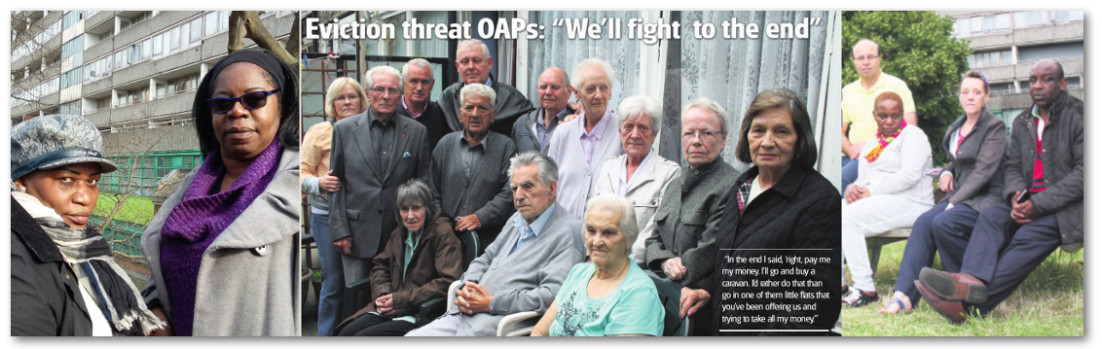 Eviction threat OAPs: “We’ll fight to the end”
“In the end I said, ‘right, pay me
my money. I’ll go and buy a
caravan. I’d rather do that than
go in one of them little flats that
you’ve been offering us and
trying to take all my money.’”